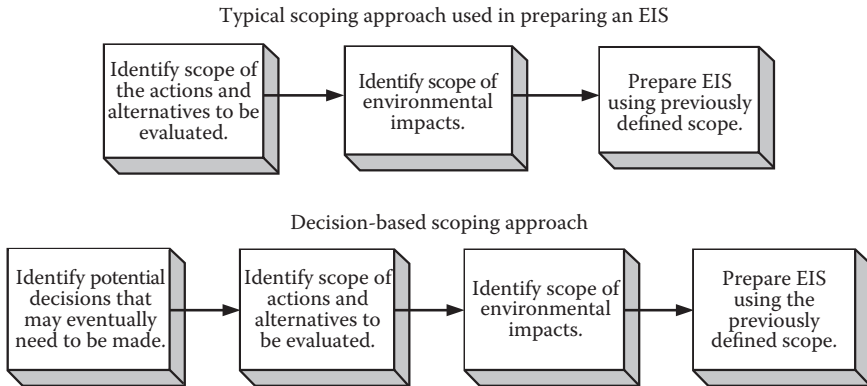 Typical scoping approach used in preparing an EIS
Identify scope of
the actions and
alternatives to be
evaluated.
Identify scope of
environmental
impacts.
Prepare EIS
using previously
defined scope.
Decision-based scoping approach
Identify potential
decisions that
may eventually
need to be made.
Identify scope of
actions and
alternatives to
be evaluated.
Identify scope of
environmental
impacts.
Prepare EIS
using the
previously
defined scope.